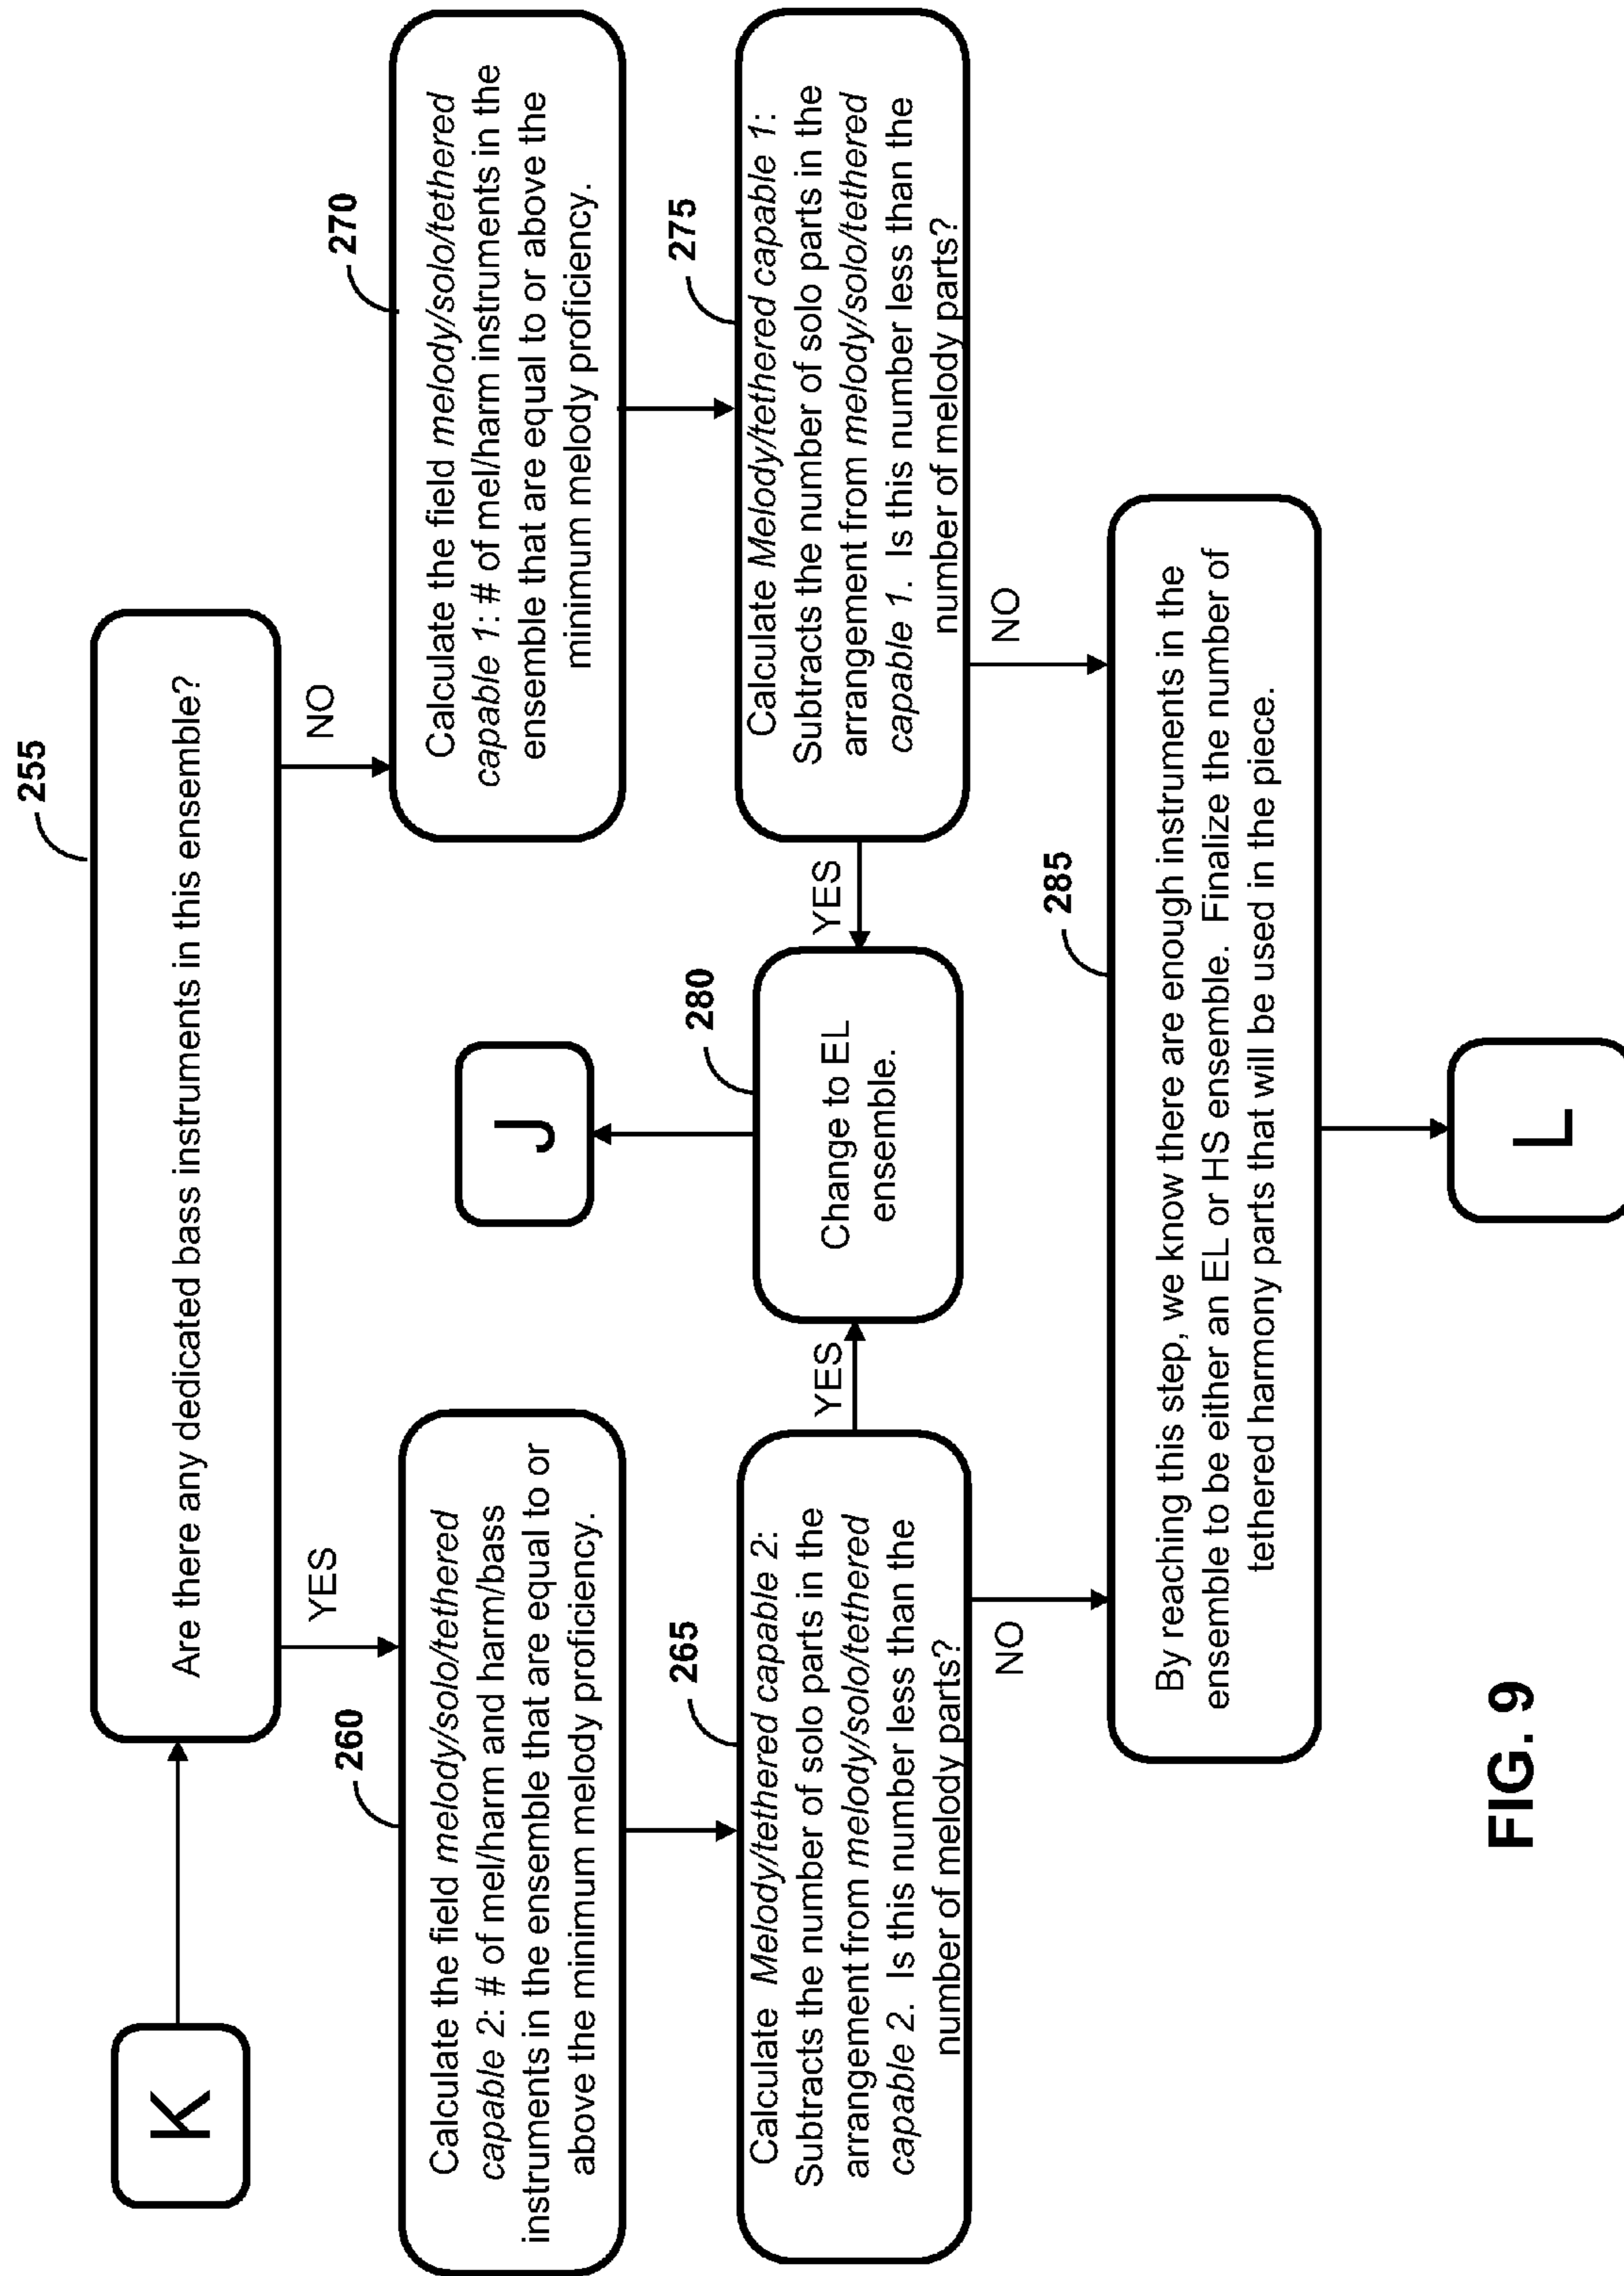 255
K
Are there any dedicated bass instruments in this ensemble?
YES
NO
260
Calculate the field melody/solo/tethered
capable 2: # of mel/harm and harm/bass
instruments in the ensemble that are equal to or
above the minimum melody proficiency.
270
Calculate the field melody/solo/tethered
capable 1: # of mel/harm instruments in the
ensemble that are equal to or above the
minimum melody proficiency.
J
265
Calculate Melody/tethered capable 2:
Subtracts the number of solo parts in the
arrangement from melody/solo/tethered
capable 2. Is this number less than the
number of melody parts?
YES
280
Change to EL
ensemble.
YES
275
Calculate Melody/tethered capable 1:
Subtracts the number of solo parts in the
arrangement from melody/solo/tethered
capable 1. Is this number less than the
number of melody parts?
NO
NO
285
By reaching this step, we know there are enough instruments in the
ensemble to be either an EL or HS ensemble. Finalize the number of
tethered harmony parts that will be used in the piece.
L
FIG. 9